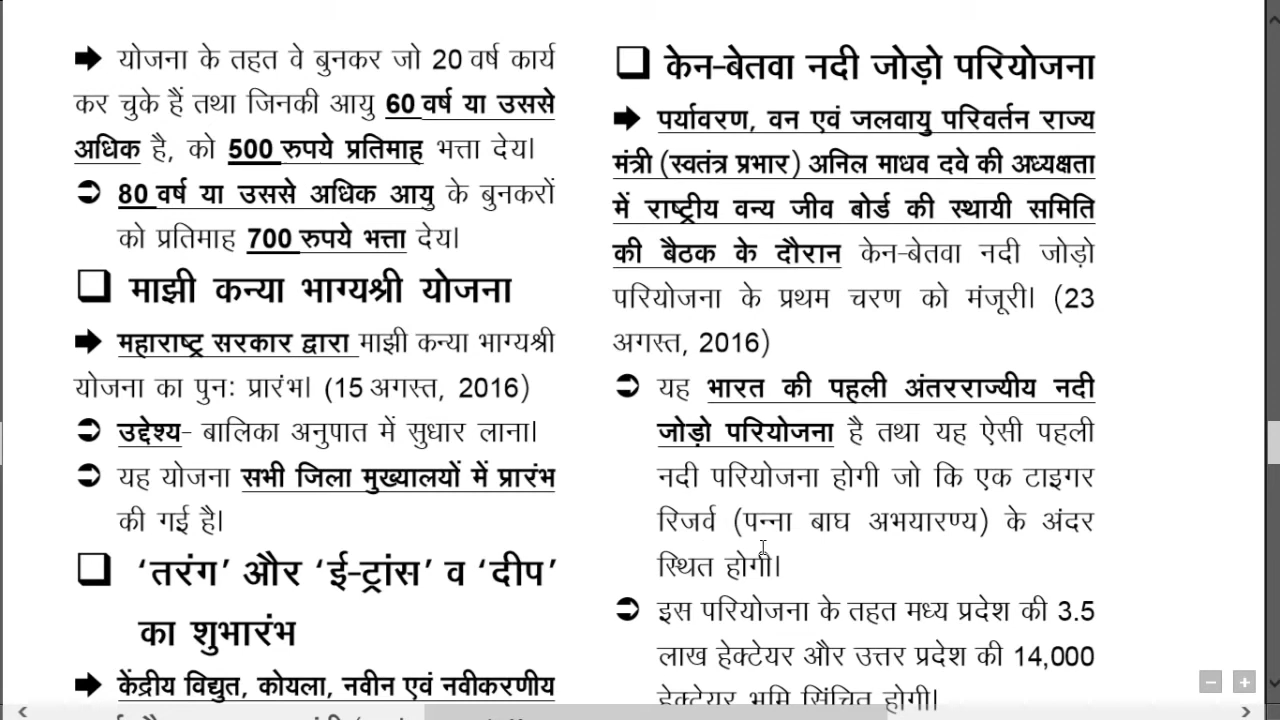 ➡ योजना के तहत वे बुनकर जो 20 वर्ष कार्य
कर चुके हैं तथा जिनकी आयु 60 वर्ष या उससे
अधिक है, को 500 रुपये प्रतिमाह भत्ता देय।
➲ 80 वर्ष या उससे अधिक आयु के बुनकरों
को प्रतिमाह 700 रुपये भत्ता देय।
❑ माझी कन्या भाग्यश्री योजना
➡ महाराष्ट्र सरकार द्वारा माझी कन्या भाग्यश्री
योजना का पुनः प्रारंभ। (15 अगस्त, 2016)
➲ उद्देश्य- बालिका अनुपात में सुधार लाना।
➲ यह योजना सभी जिला मुख्यालयों में प्रारंभ
की गई है।
❑ ‘तरंग’ और ‘ई-ट्रांस’ व ‘दीप’
का शुभारंभ
➡ केंद्रीय विद्युत, कोयला, नवीन एवं नवीकरणीय
❑ केन-बेतवा नदी जोड़ो परियोजना
➡ पर्यावरण, वन एवं जलवायु परिवर्तन राज्य
मंत्री (स्वतंत्र प्रभार) अनिल माधव दवे की अध्यक्षता
में राष्ट्रीय वन्य जीव बोर्ड की स्थायी समिति
की बैठक के दौरान केन-बेतवा नदी जोड़ो
परियोजना के प्रथम चरण को मंजूरी। (23
अगस्त, 2016)
➲ यह भारत की पहली अंतरराज्यीय नदी
जोड़ो परियोजना है तथा यह ऐसी पहली
नदी परियोजना होगी जो कि एक टाइगर
रिजर्व (पन्ना बाघ अभयारण्य) के अंदर
स्थित होगी।
➲ इस परियोजना के तहत मध्य प्रदेश की 3.5
लाख हेक्टेयर और उत्तर प्रदेश की 14,000
हेक्टेयर भूमि सिंचित होगी।